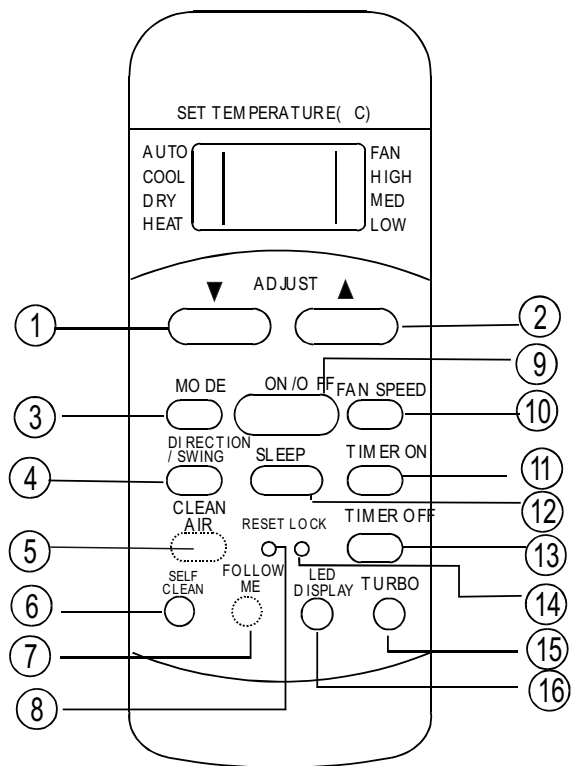 SET TEMPERATURE( C)
AUTO
COOL
DRY
HEAT
FAN
HIGH
MED
LOW
▼ ADJUST ▲
1
2
MODE
ON/OFF
FAN SPEED
9
3
10
DIRECTION
/ SWING
SLEEP
TIMER ON
4
11
CLEAN
AIR
RESET LOCK
TIMER OFF
12
5
13
SELF
CLEAN
FOLLOW
ME
LED
DISPLAY
TURBO
6
14
7
15
8
16